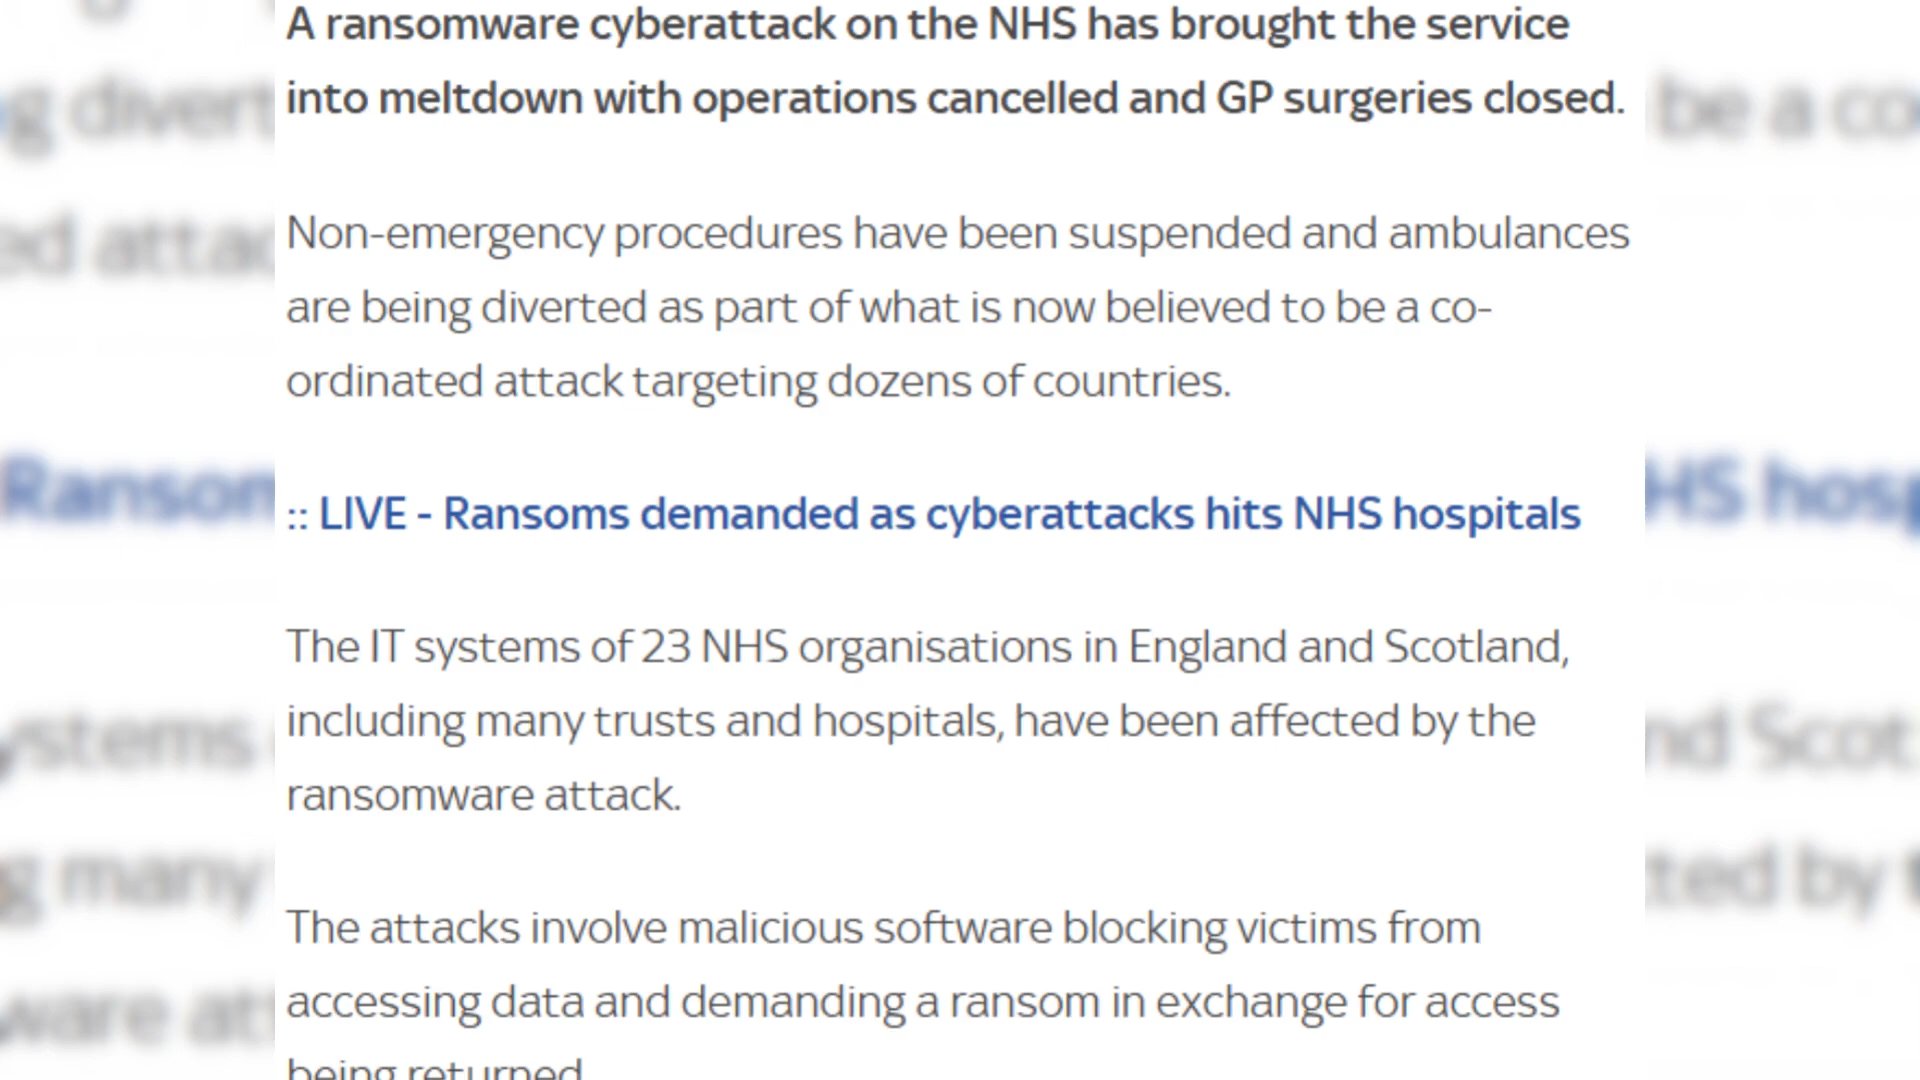 A ransomware cyberattack on the NHS has brought the service
into meltdown with operations cancelled and GP surgeries closed.
Non-emergency procedures have been suspended and ambulances
are being diverted as part of what is now believed to be a co-
ordinated attack targeting dozens of countries.
:: LIVE - Ransoms demanded as cyberattacks hits NHS hospitals
The IT systems of 23 NHS organisations in England and Scotland,
including many trusts and hospitals, have been affected by the
ransomware attack.
The attacks involve malicious software blocking victims from
accessing data and demanding a ransom in exchange for access
being returned